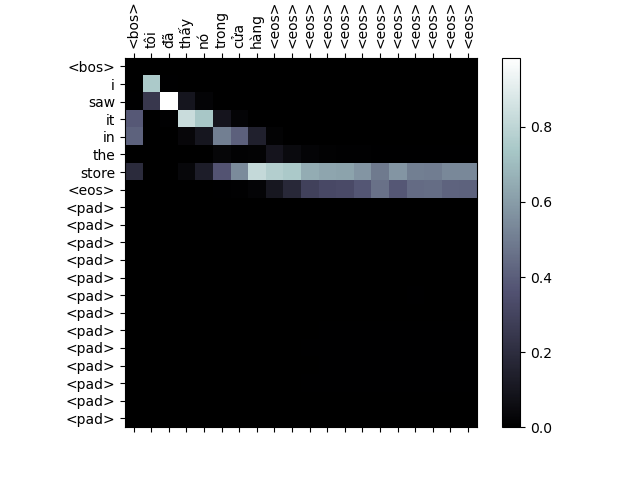 <bos> tôi đã thấy nó trong cửa hàng <eos> <eos> <eos> <eos> <eos> <eos> <eos> <eos> <eos> <eos> <eos> <eos>
<bos>
i
saw
it
in
the
store
<eos>
<pad>
<pad>
<pad>
<pad>
<pad>
<pad>
<pad>
<pad>
<pad>
<pad>
<pad>
<pad>
<pad>
0.8
0.6
0.4
0.2
0.0